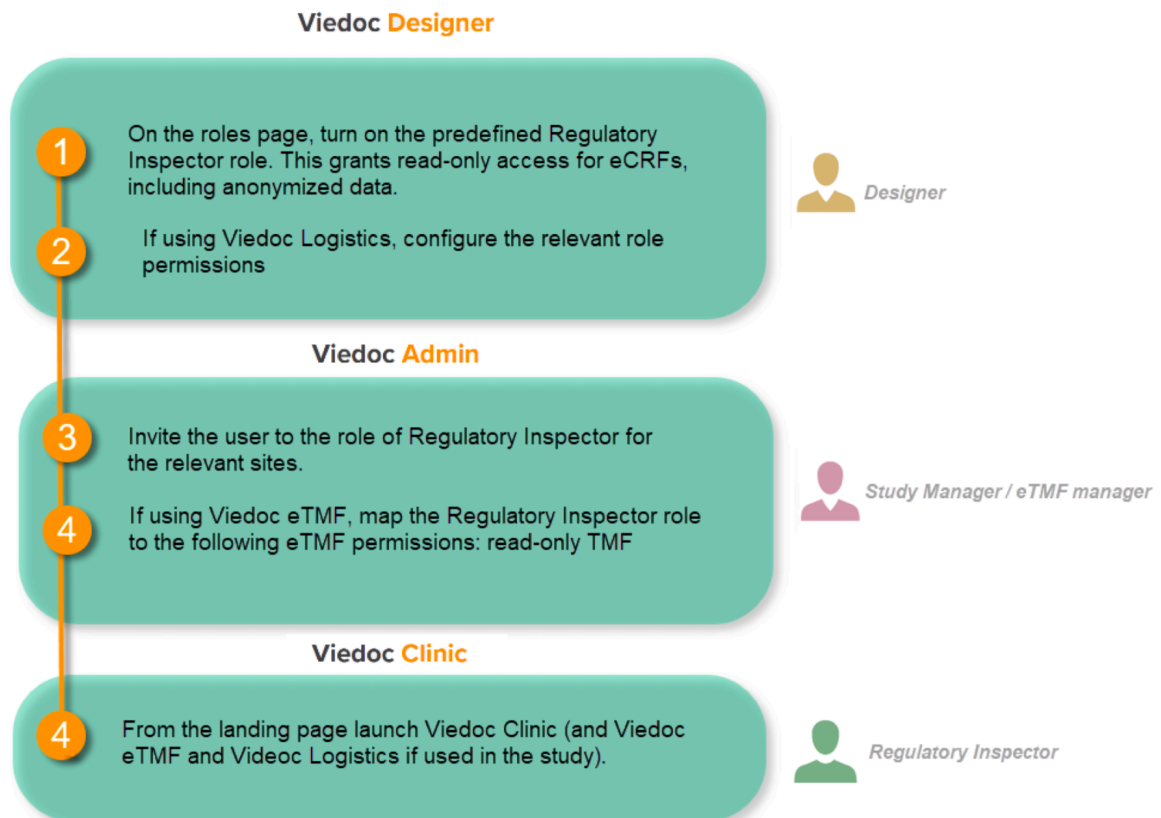 Viedoc Designer
1
On the roles page, turn on the predefined Regulatory
Inspector role. This grants read-only access for eCRFs,
including anonymized data.
2
If using Viedoc Logistics, configure the relevant role
permissions
Designer
Viedoc Admin
3
Invite the user to the role of Regulatory Inspector for
the relevant sites.
4
If using Viedoc eTMF, map the Regulatory Inspector role
to the following eTMF permissions: read-only TMF
Study Manager / eTMF manager
Viedoc Clinic
4
From the landing page launch Viedoc Clinic (and Viedoc
eTMF and Videoc Logistics if used in the study).
Regulatory Inspector